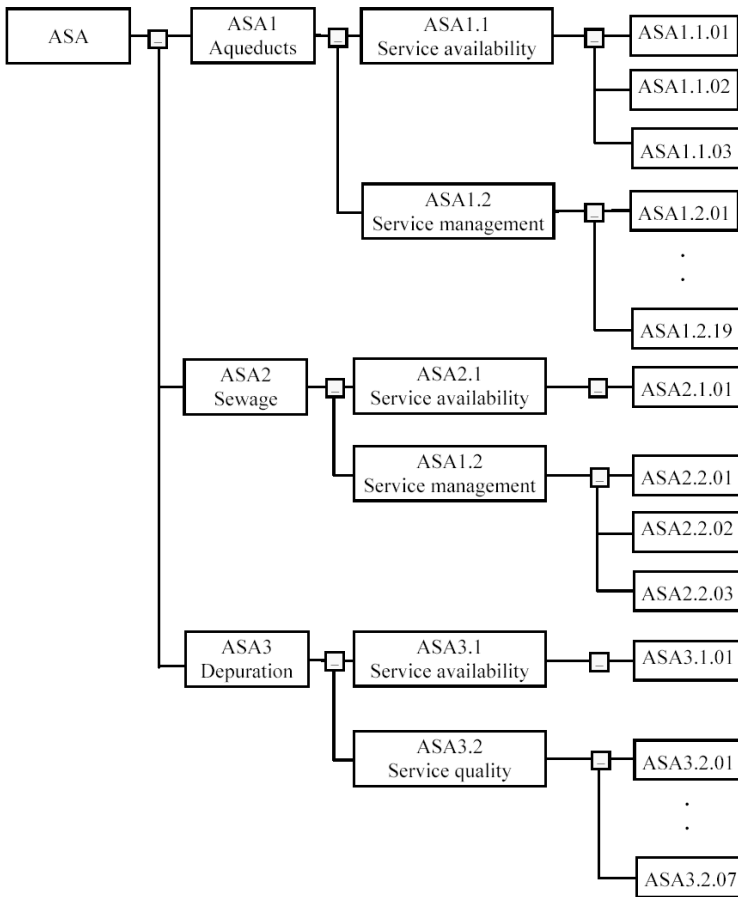 ASA
ASA1
Aqueducts
ASA1.1
Service availability
ASA1.1.01
ASA1.1.02
ASA1.1.03
ASA1.2
Service management
ASA1.2.01
.
.
ASA1.2.19
ASA2
Sewage
ASA2.1
Service availability
ASA2.1.01
ASA1.2
Service management
ASA2.2.01
ASA2.2.02
ASA2.2.03
ASA3
Depuration
ASA3.1
Service availability
ASA3.1.01
ASA3.2
Service quality
ASA3.2.01
.
.
ASA3.2.07